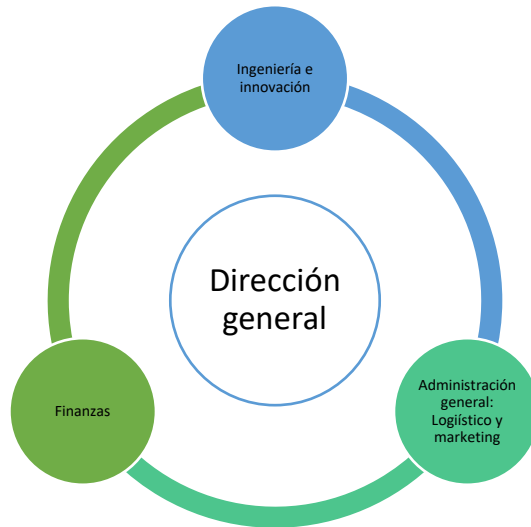 Ingeniería e
innovación
Dirección
general
Finanzas
Administración
general:
Logiístico y
marketing